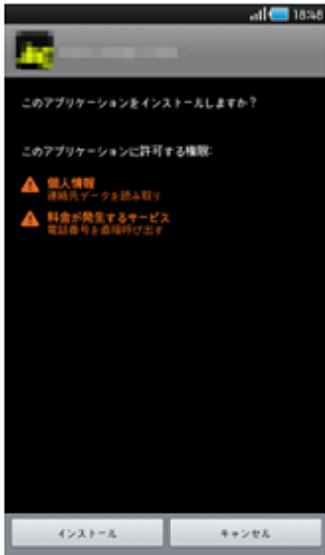 18:48
このアプリケーションをインストールしますか？
このアプリケーションに許可する権限:
個人情報
連絡先データを読み取り
料金が発生するサービス
電話番号を直接呼び出す
インストール
キャンセル